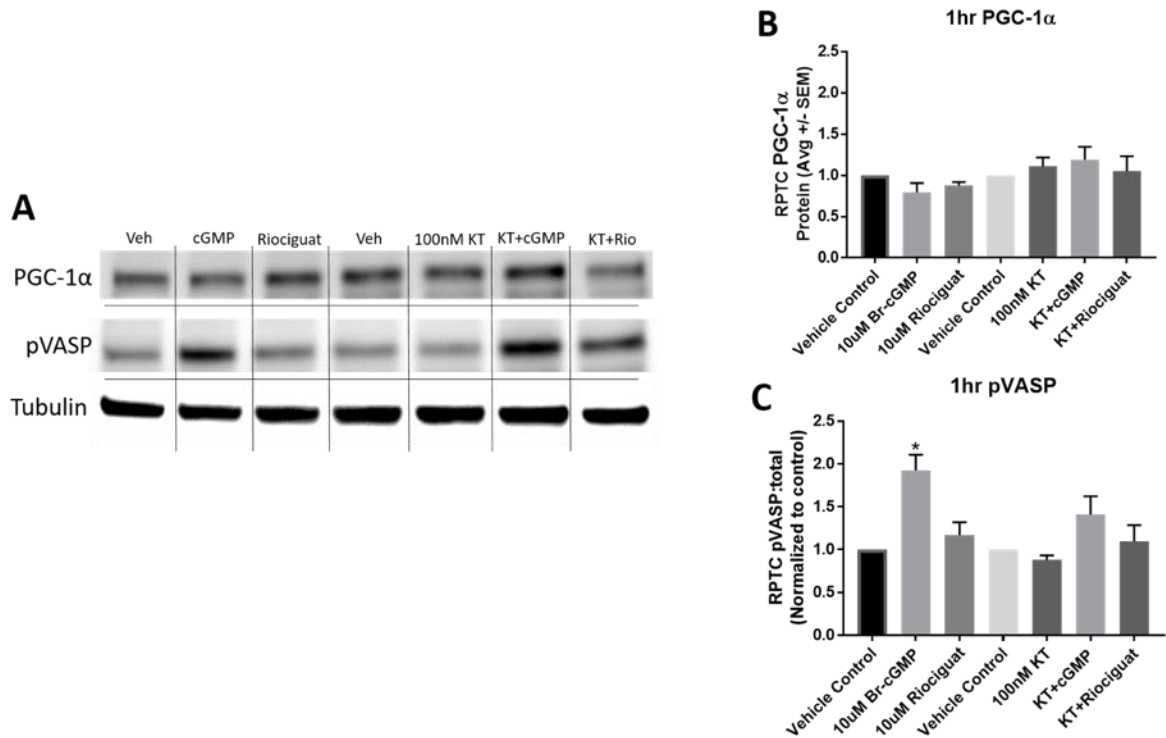 A
Veh cGMP Riociguat Veh 100nM KT KT+cGMP KT+Rio
PGC-1α
pVASP
Tubulin
B
1hr PGC-1α
RPTC PGC-1α
Protein (Avg +/- SEM)
2.5
2.0
1.5
1.0
0.5
0.0
Vehicle Control
10uM Br-cGMP
10uM Riociguat
Vehicle Control
100nM KT
KT+cGMP
KT+Riociguat
C
1hr pVASP
RPTC pVASP:total
(Normalized to control)
2.5
2.0
1.5
1.0
0.5
0.0
*
Vehicle Control
10uM Br-cGMP
10uM Riociguat
Vehicle Control
100nM KT
KT+cGMP
KT+Riociguat